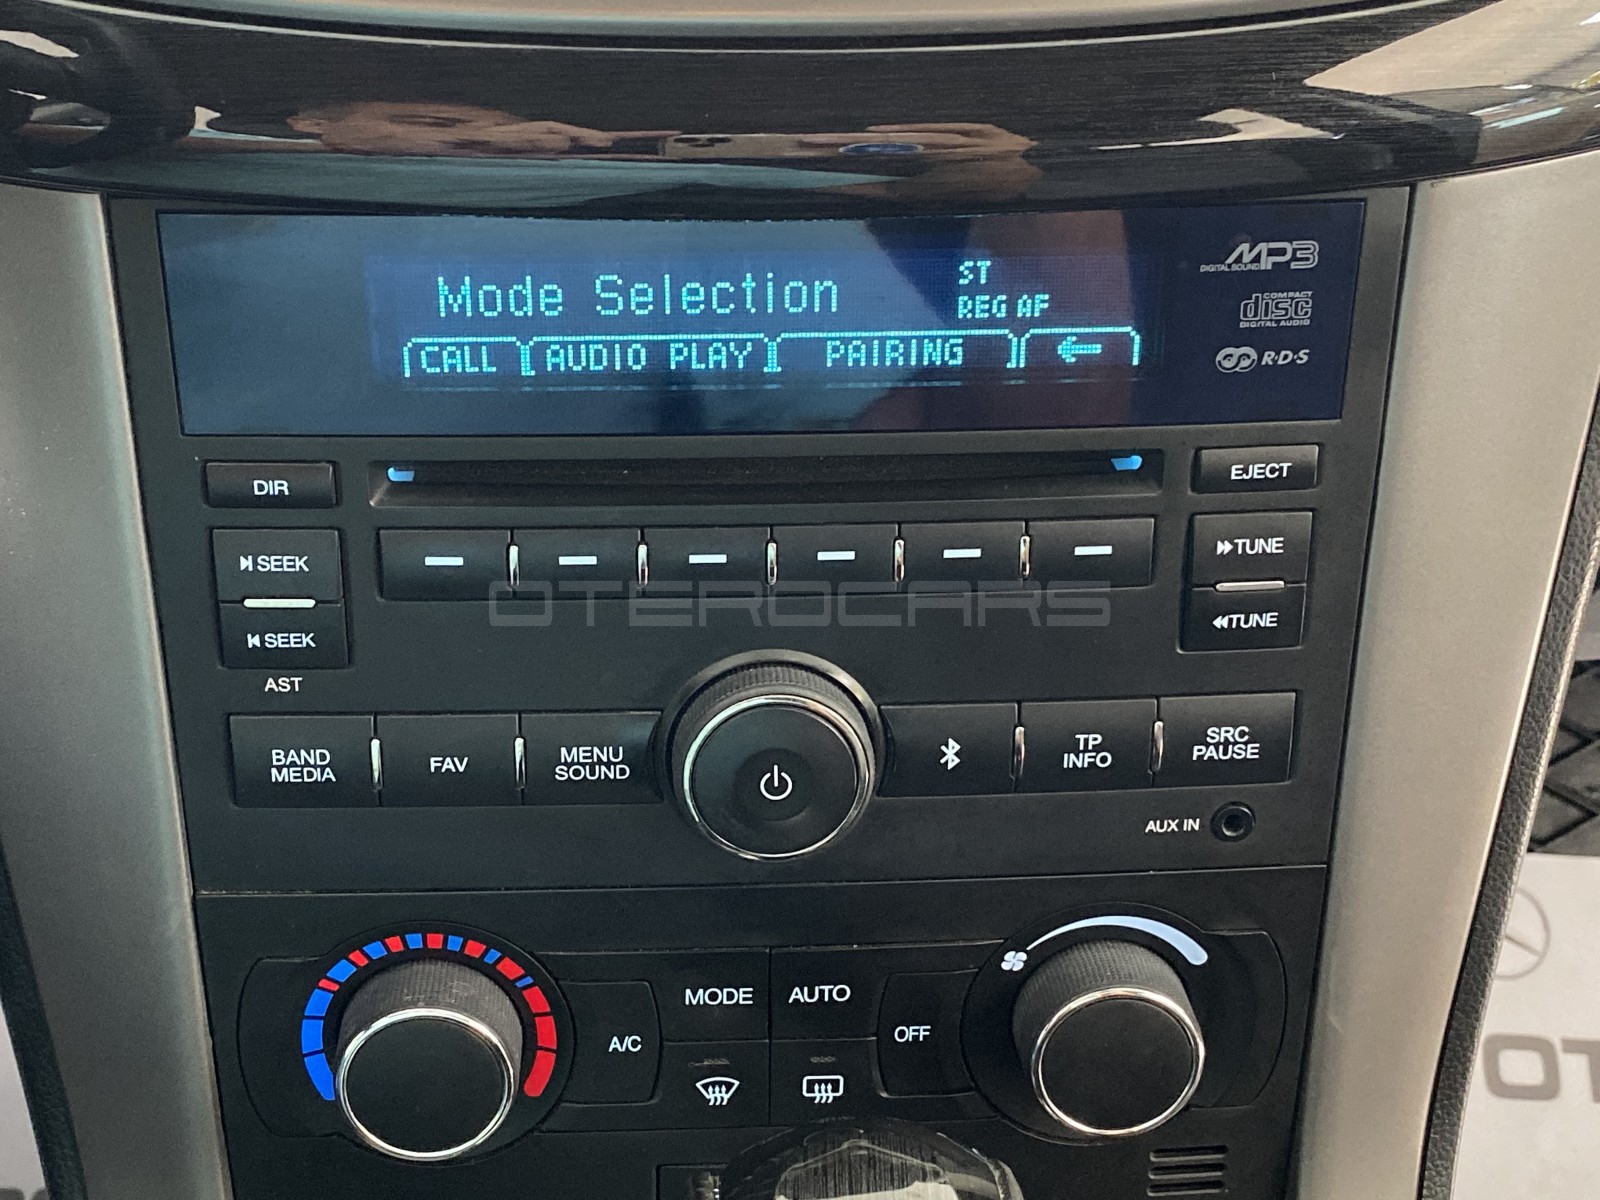 Mode Selection
ST
REG AF
CALL AUDIO PLAY PAIRING
MP3
DIGITAL SOUND
COMPACT
disc
DIGITAL AUDIO
R·D·S
DIR
EJECT
SEEK
TUNE
OTEROCARS
SEEK
TUNE
AST
BAND
MEDIA
FAV
MENU
SOUND
TP
INFO
SRC
PAUSE
AUX IN
MODE
AUTO
A/C
OFF
OT